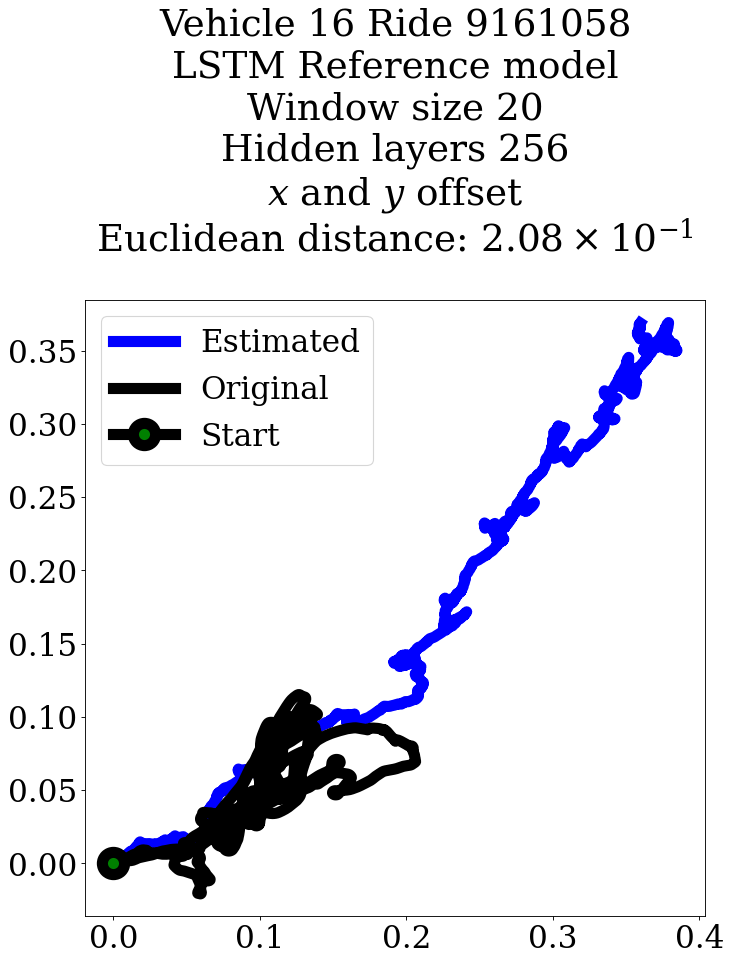 Vehicle 16 Ride 9161058
LSTM Reference model
Window size 20
Hidden layers 256
x and y offset
Euclidean distance: 2.08 × 10⁻¹
Estimated
Original
Start
0.35
0.30
0.25
0.20
0.15
0.10
0.05
0.00
0.0 0.1 0.2 0.3 0.4